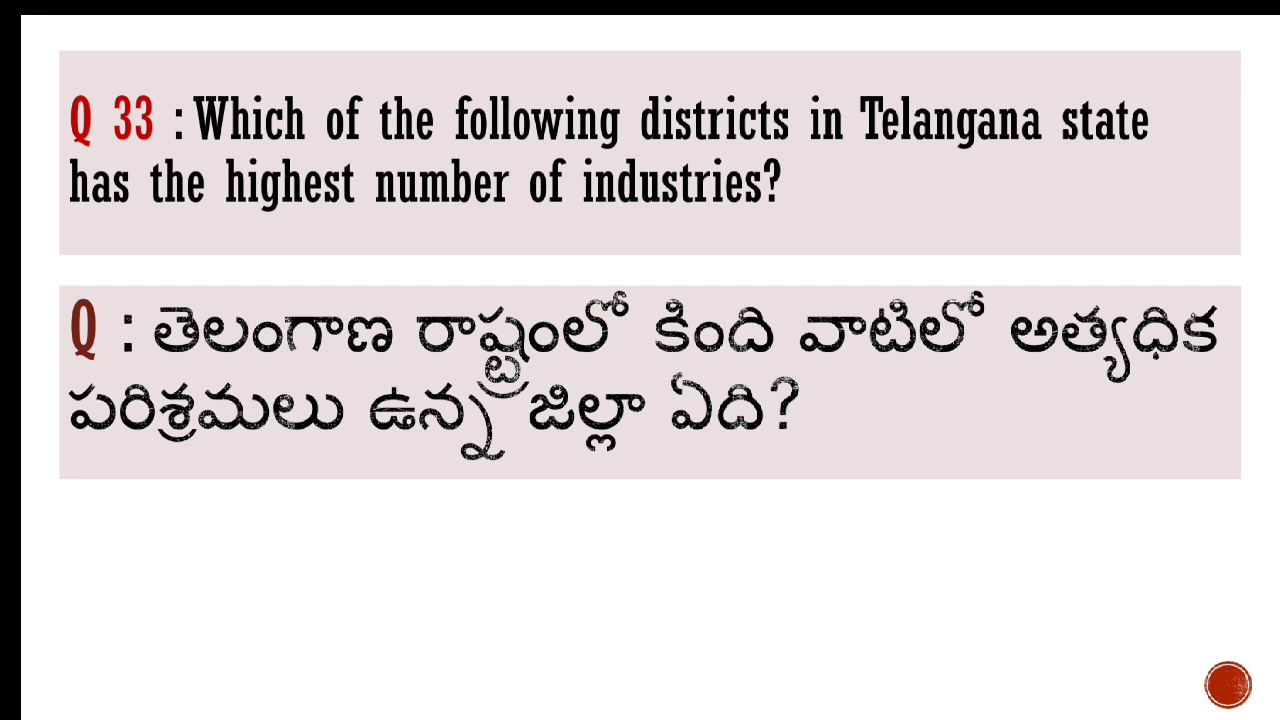 Q 33 : Which of the following districts in Telangana state
has the highest number of industries?
Q : తెలంగాణ రాష్ట్రంలో కింది వాటిలో అత్యధిక
పరిశ్రమలు ఉన్న జిల్లా ఏది?